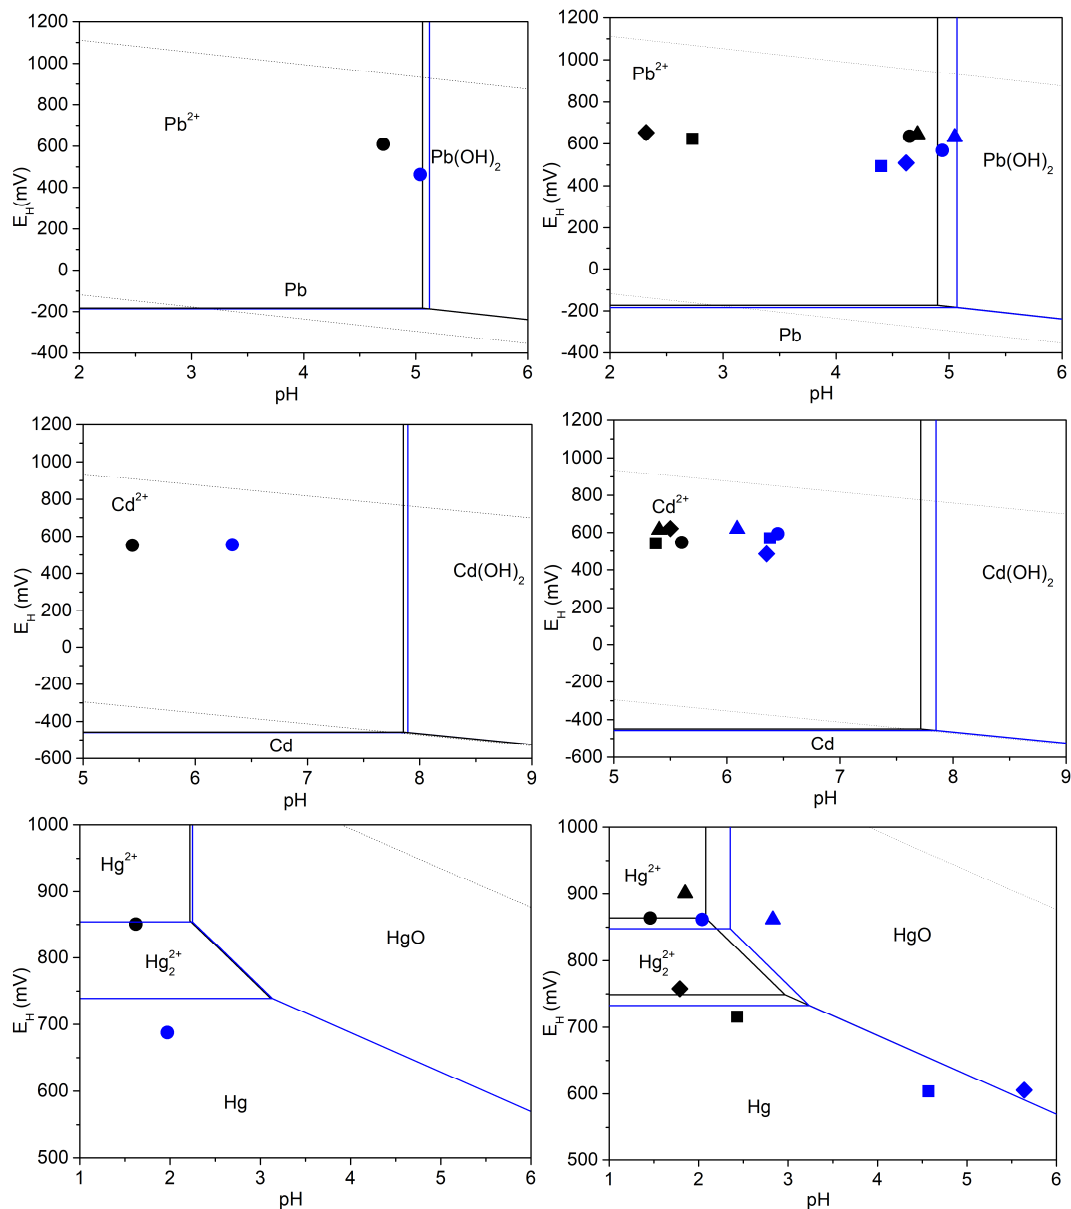 1200
1000
800
600
400
200
0
-200
-400
E_H(mV)
Pb²⁺
Pb(OH)₂
Pb
2 3 4 5 6
pH
1200
1000
800
600
400
200
0
-200
-400
E_H (mV)
Pb²⁺
Pb(OH)₂
Pb
2 3 4 5 6
pH
1200
1000
800
600
400
200
0
-200
-400
-600
E_H (mV)
Cd²⁺
Cd(OH)₂
Cd
5 6 7 8 9
pH
1200
1000
800
600
400
200
0
-200
-400
-600
E_H (mV)
Cd²⁺
Cd(OH)₂
Cd
5 6 7 8 9
pH
1000
900
800
700
600
500
E_H (mV)
Hg²⁺
Hg₂²⁺
HgO
Hg
1 2 3 4 5 6
pH
1000
900
800
700
600
500
E_H (mV)
Hg²⁺
Hg₂²⁺
HgO
Hg
1 2 3 4 5 6
pH